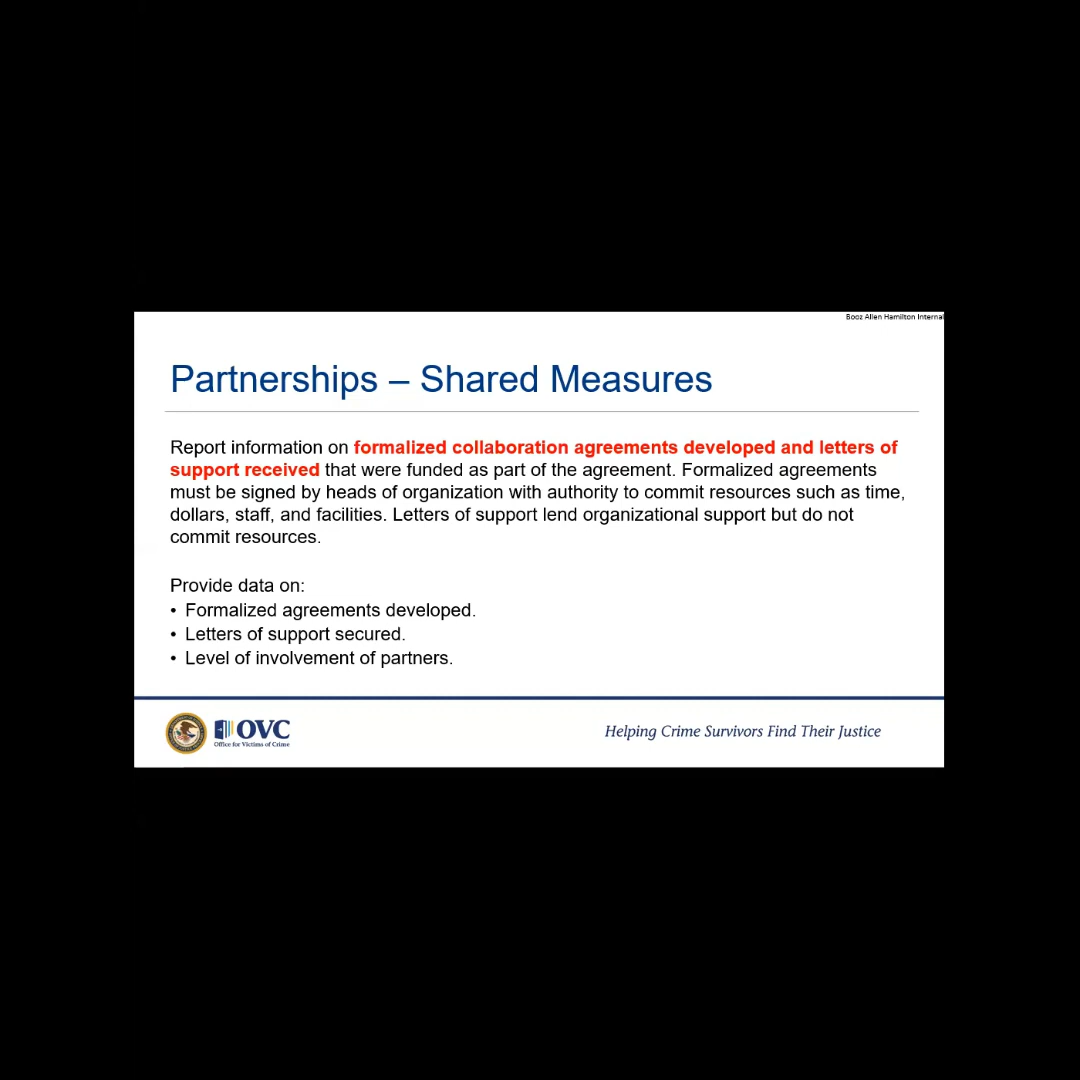 Booz Allen Hamilton Internal
Partnerships – Shared Measures
Report information on formalized collaboration agreements developed and letters of
support received that were funded as part of the agreement. Formalized agreements
must be signed by heads of organization with authority to commit resources such as time,
dollars, staff, and facilities. Letters of support lend organizational support but do not
commit resources.
Provide data on:
• Formalized agreements developed.
• Letters of support secured.
• Level of involvement of partners.
OVC
Office for Victims of Crime
Helping Crime Survivors Find Their Justice